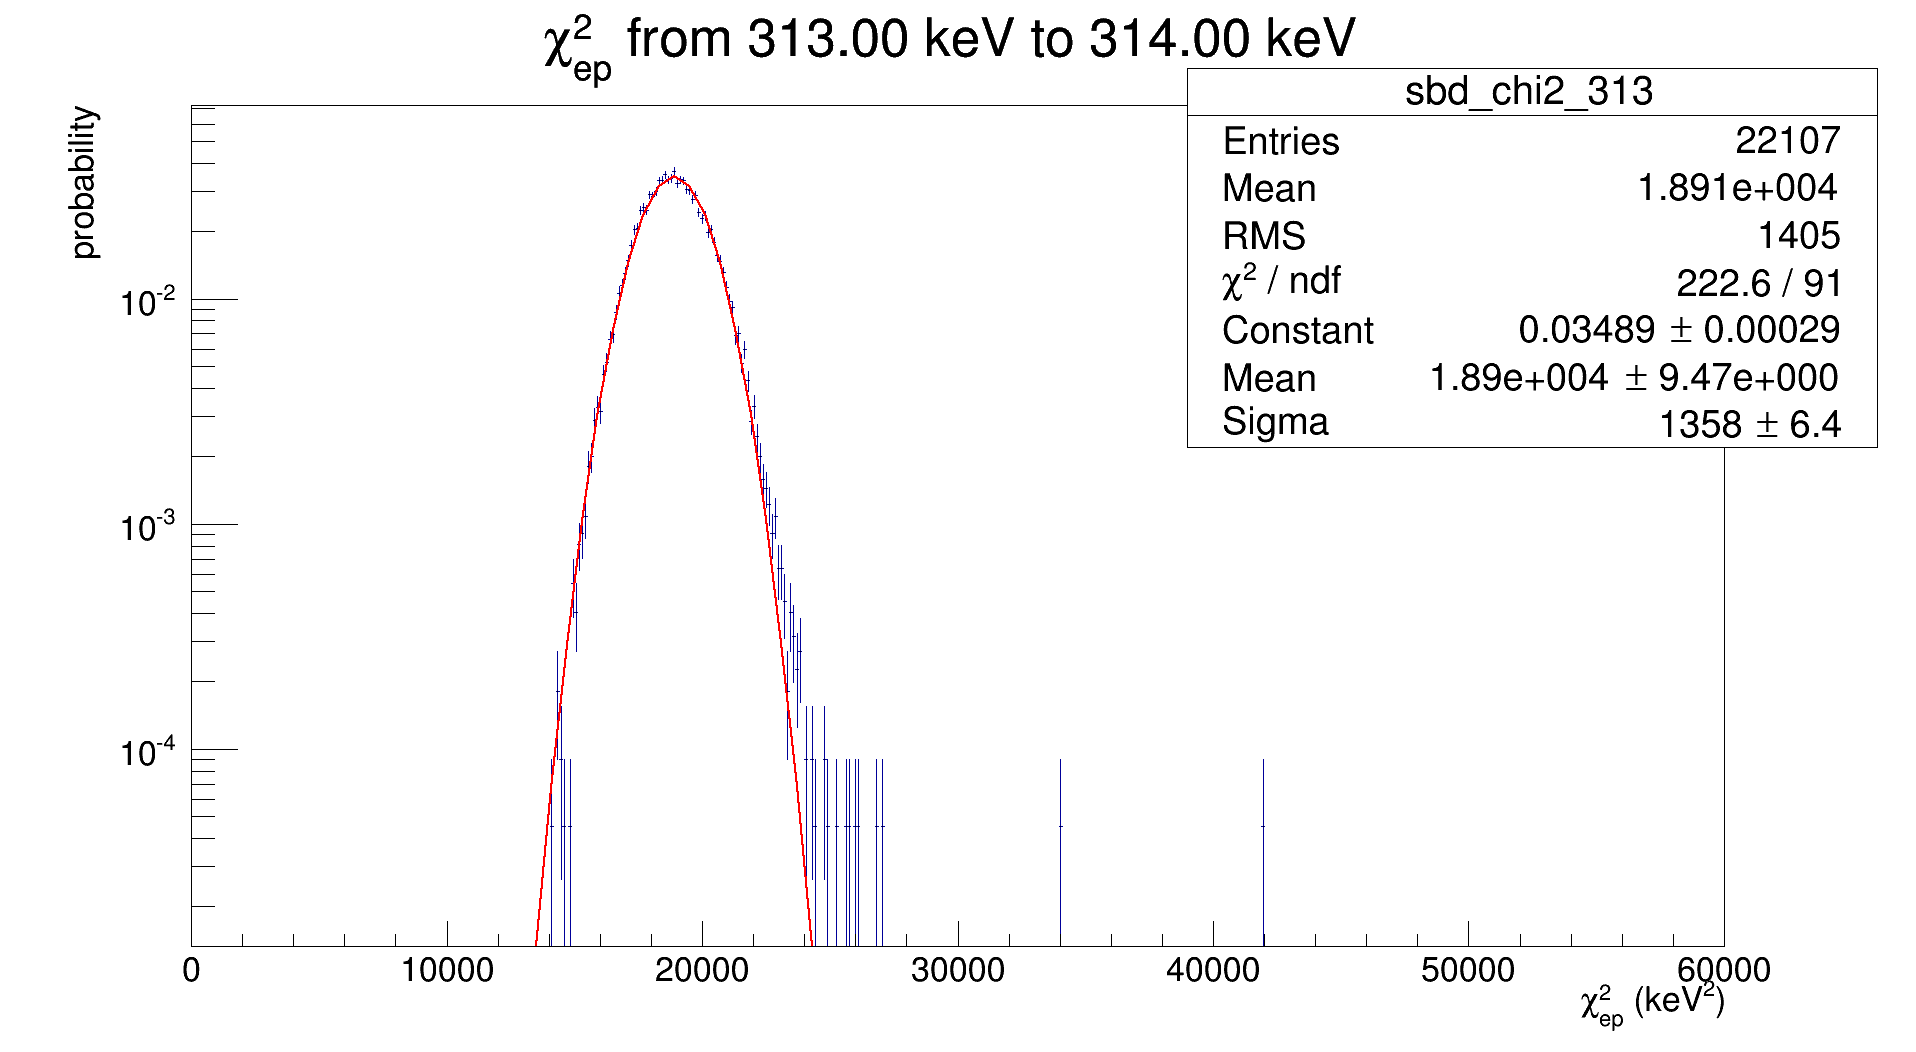 χ²ep from 313.00 keV to 314.00 keV
probability
sbd_chi2_313
Entries 22107
Mean 1.891e+004
RMS 1405
χ² / ndf 222.6 / 91
Constant 0.03489 ± 0.00029
Mean 1.89e+004 ± 9.47e+000
Sigma 1358 ± 6.4
10⁻²
10⁻³
10⁻⁴
0 10000 20000 30000 40000 50000 60000
χ²ep (keV²)